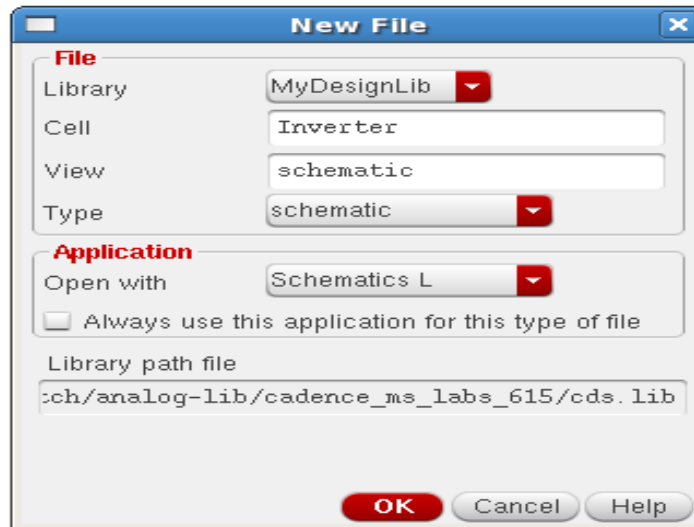 New File
File
Library MyDesignLib
Cell Inverter
View schematic
Type schematic
Application
Open with Schematics L
Always use this application for this type of file
Library path file
ch/analog-lib/cadence_ms_labs_615/cds.lib
OK Cancel Help